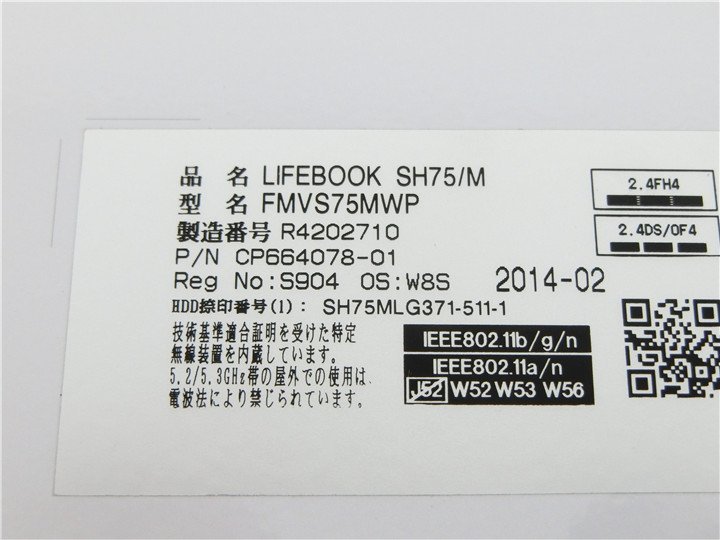 品 名 LIFEBOOK SH75/M
型 名 FMVS75MWP
製造番号 R4202710
P/N CP664078-01
Reg No:S904 OS:W8S 2014-02
HDD捺印番号(1): SH75MLG371-511-1
技術基準適合証明を受けた特定
無線装置を内蔵しています。
5.2/5.3GHz帯の屋外での使用は、
電波法により禁じられています。
2.4FH4
2.4DS/OF4
IEEE802.11b/g/n
IEEE802.11a/n
J52 W52 W53 W56